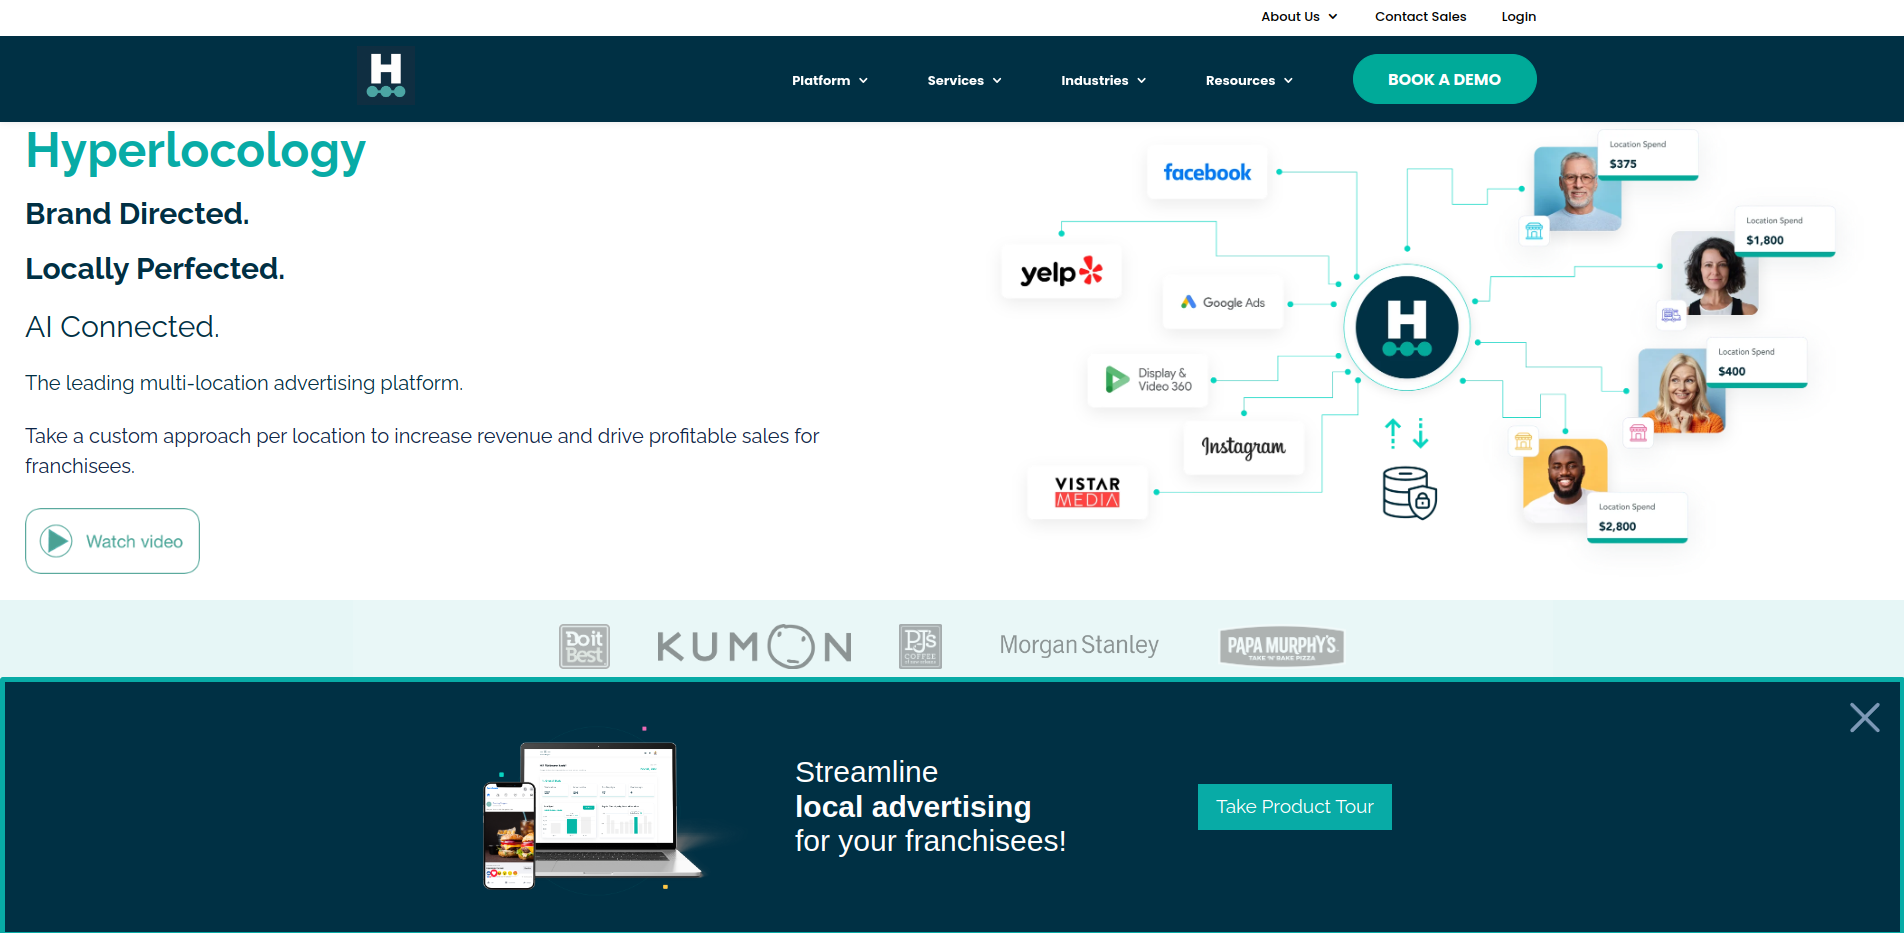 About Us
Contact Sales
Login
H
Platform
Services
Industries
Resources
BOOK A DEMO
Hyperlocology
Brand Directed.
Locally Perfected.
AI Connected.
The leading multi-location advertising platform.
Take a custom approach per location to increase revenue and drive profitable sales for
franchisees.
Watch video
facebook
yelp
Google Ads
Display &
Video 360
Instagram
VISTAR
MEDIA
H
Location Spend
$375
Location Spend
$1,800
Location Spend
$400
Location Spend
$2,800
Do it
Best
KUMON
PJ's
COFFEE
Morgan Stanley
PAPA MURPHY'S
TAKE 'N' BAKE PIZZA
Streamline
local advertising
for your franchisees!
Take Product Tour